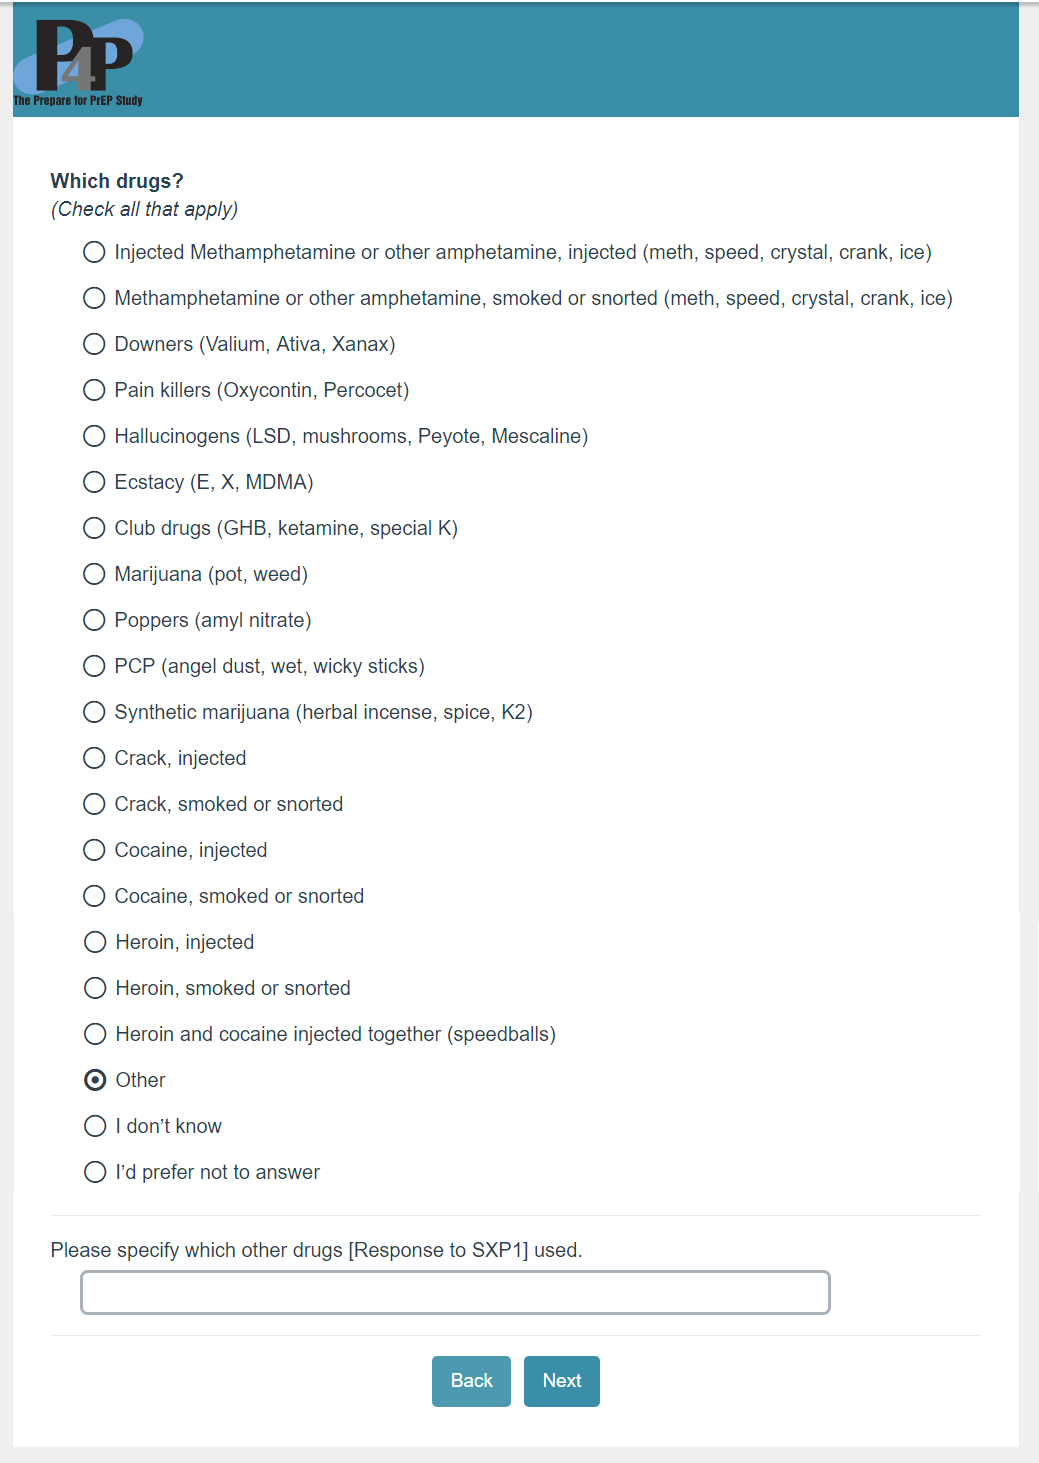 P4P
The Prepare for PrEP Study
Which drugs?
(Check all that apply)
Injected Methamphetamine or other amphetamine, injected (meth, speed, crystal, crank, ice)
Methamphetamine or other amphetamine, smoked or snorted (meth, speed, crystal, crank, ice)
Downers (Valium, Ativa, Xanax)
Pain killers (Oxycontin, Percocet)
Hallucinogens (LSD, mushrooms, Peyote, Mescaline)
Ecstacy (E, X, MDMA)
Club drugs (GHB, ketamine, special K)
Marijuana (pot, weed)
Poppers (amyl nitrate)
PCP (angel dust, wet, wicky sticks)
Synthetic marijuana (herbal incense, spice, K2)
Crack, injected
Crack, smoked or snorted
Cocaine, injected
Cocaine, smoked or snorted
Heroin, injected
Heroin, smoked or snorted
Heroin and cocaine injected together (speedballs)
Other
I don’t know
I’d prefer not to answer
Please specify which other drugs [Response to SXP1] used.
Back Next